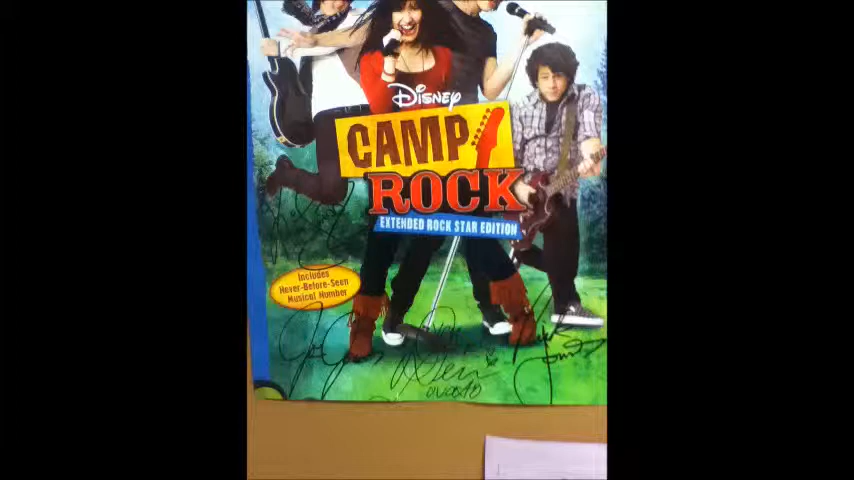 Disney
CAMP
ROCK
EXTENDED ROCK STAR EDITION
Includes
Never-Before-Seen
Musical Number